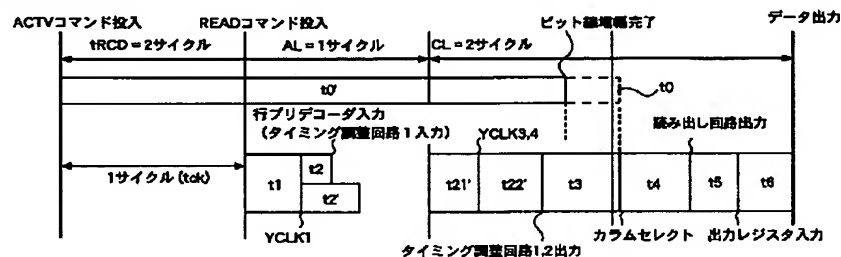 ACTVコマンド投入
READコマンド投入
ビット線増幅完了
データ出力
tRCD=2サイクル
AL=1サイクル
CL=2サイクル
t0'
t0
行プリデコーダ入力
(タイミング調整回路1入力)
YCLK3,4
読み出し回路出力
1サイクル(tck)
t1
t2
t2'
t21'
t22'
t3
t4
t5
t6
YCLK1
タイミング調整回路1,2出力
カラムセレクト
出力レジスタ入力